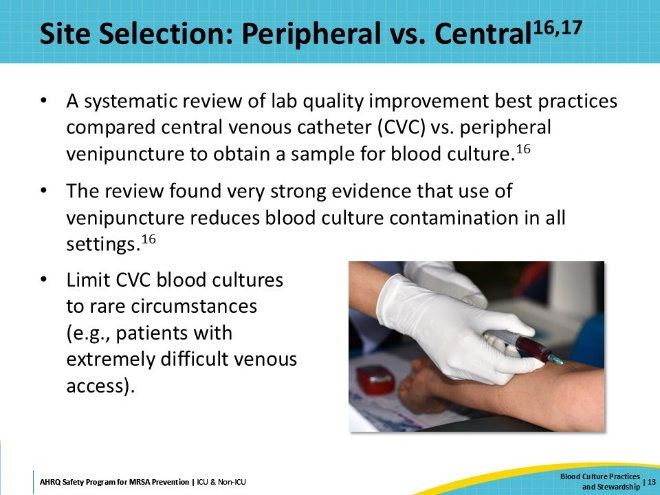 Site Selection: Peripheral vs. Central16,17
• A systematic review of lab quality improvement best practices
compared central venous catheter (CVC) vs. peripheral
venipuncture to obtain a sample for blood culture.16
• The review found very strong evidence that use of
venipuncture reduces blood culture contamination in all
settings.16
• Limit CVC blood cultures
to rare circumstances
(e.g., patients with
extremely difficult venous
access).
AHRQ Safety Program for MRSA Prevention | ICU & Non-ICU
Blood Culture Practices
and Stewardship | 13